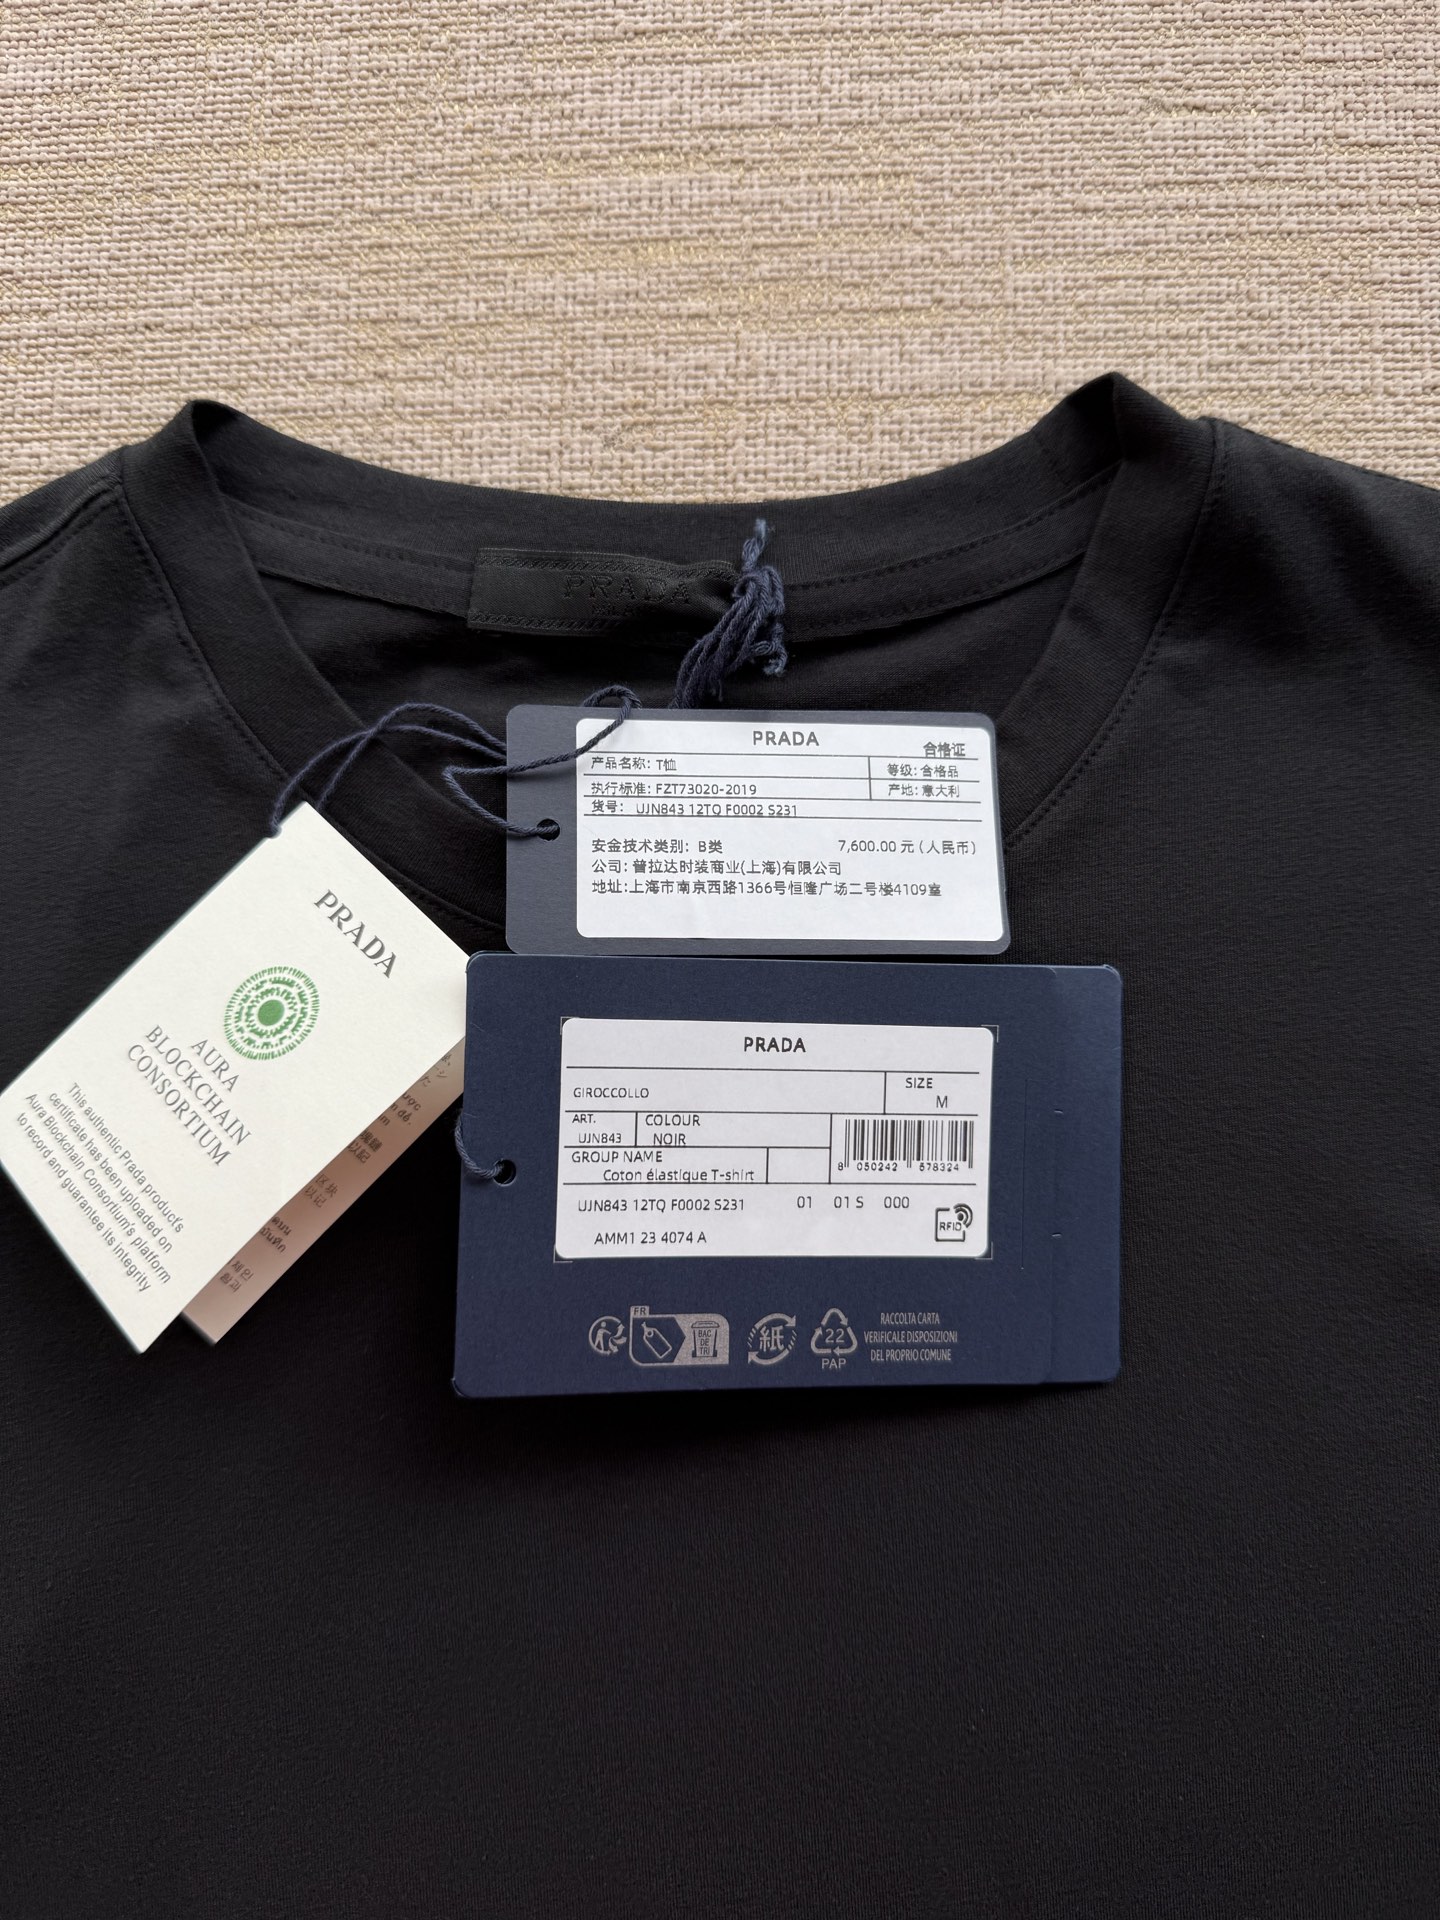 PRADA
MILA
PRADA
合格证
产品名称: T恤
等级: 合格品
执行标准: FZT73020-2019
产地: 意大利
货号: UJN843 12TQ F0002 S231
安全技术类别: B类
7,600.00 元 (人民币)
公司: 普拉达时装商业(上海)有限公司
地址:上海市南京西路1366号恒隆广场二号楼4109室
PRADA
AURA
BLOCKCHAIN
CONSORTIUM
This authentic Prada product's
certificate has been uploaded on
Aura Blockchain Consortium's platform
to record and guarantee its integrity
PRADA
GIROCCOLLO
SIZE
M
ART.
UJN843
COLOUR
NOIR
GROUP NAME
Coton élastique T-shirt
8 050242 678324
UJN843 12TQ F0002 S231 01 01 S 000
AMM1 23 4074 A
RFID
FR
BAC
DE
TRI
紙
22
PAP
RACCOLTA CARTA
VERIFICALE DISPOSIZIONI
DEL PROPRIO COMUNE